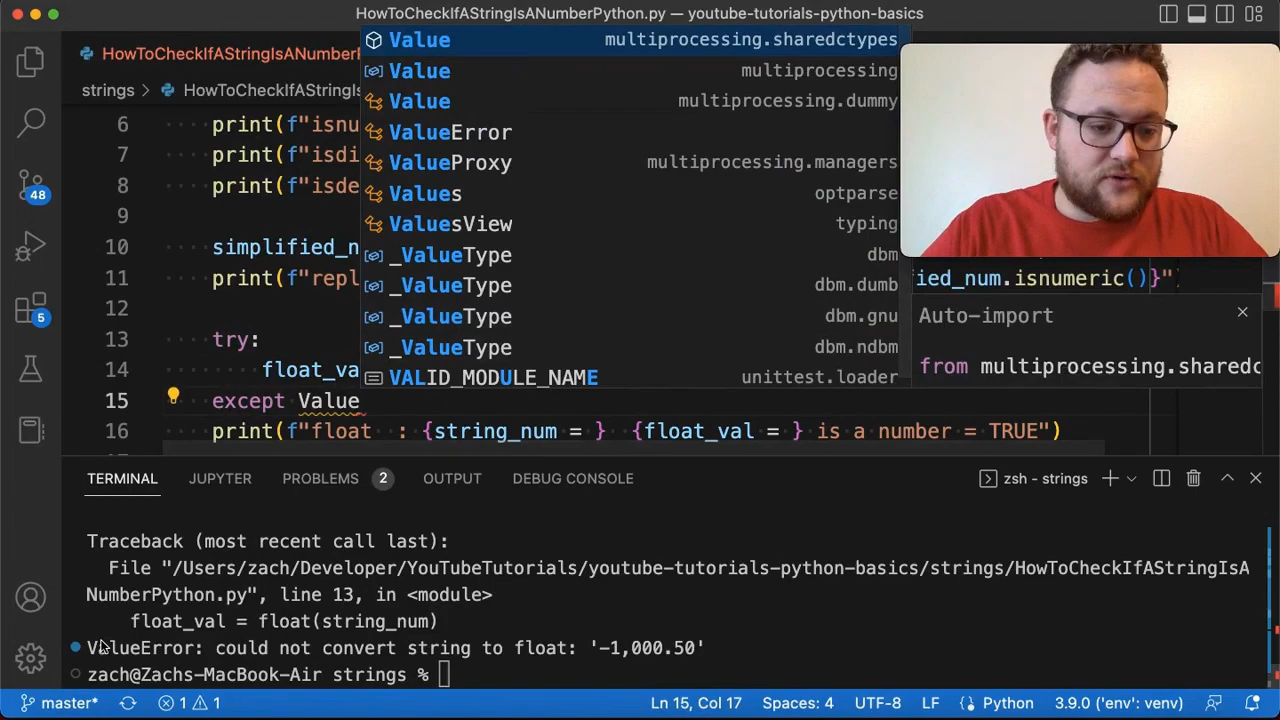 HowToCheckIfAStringIsANumberPython.py — youtube-tutorials-python-basics
HowToCheckIfAStringIsANumberP
strings > HowToCheckIfAStringIs
6 print(f"isnu
7 print(f"isdi
8 print(f"isde
9
10 simplified_n
11 print(f"repl ied_num.isnumeric()}")
12
13 try:
14 float_va
15 except Value
16 print(f"float : {string_num = } {float_val = } is a number = TRUE")
Value multiprocessing.sharedctypes
Value multiprocessing
Value multiprocessing.dummy
ValueError
ValueProxy multiprocessing.managers
Values optparse
ValuesView typing
_ValueType dbm
_ValueType dbm.dumb
_ValueType dbm.gnu
_ValueType dbm.ndbm
VALID_MODULE_NAME unittest.loader
Auto-import
from multiprocessing.sharedc
48
5
TERMINAL JUPYTER PROBLEMS 2 OUTPUT DEBUG CONSOLE zsh - strings
Traceback (most recent call last):
File "/Users/zach/Developer/YouTubeTutorials/youtube-tutorials-python-basics/strings/HowToCheckIfAStringIsA
NumberPython.py", line 13, in <module>
float_val = float(string_num)
ValueError: could not convert string to float: '-1,000.50'
zach@Zachs-MacBook-Air strings %
master* 1 1 Ln 15, Col 17 Spaces: 4 UTF-8 LF Python 3.9.0 ('env': venv)